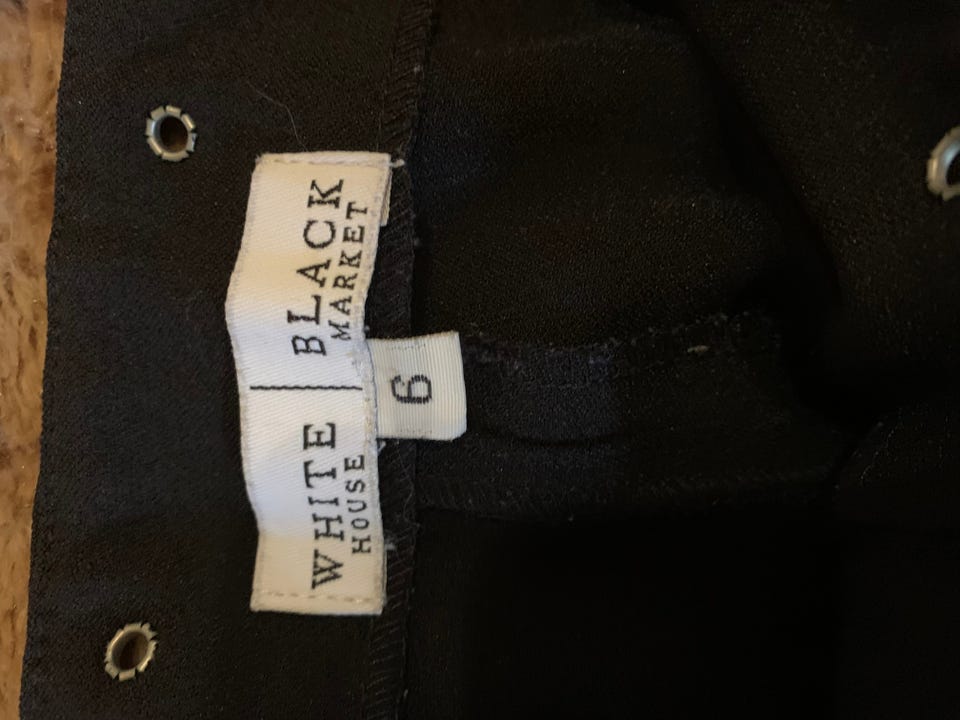 WHITE | BLACK
HOUSE MARKET
6